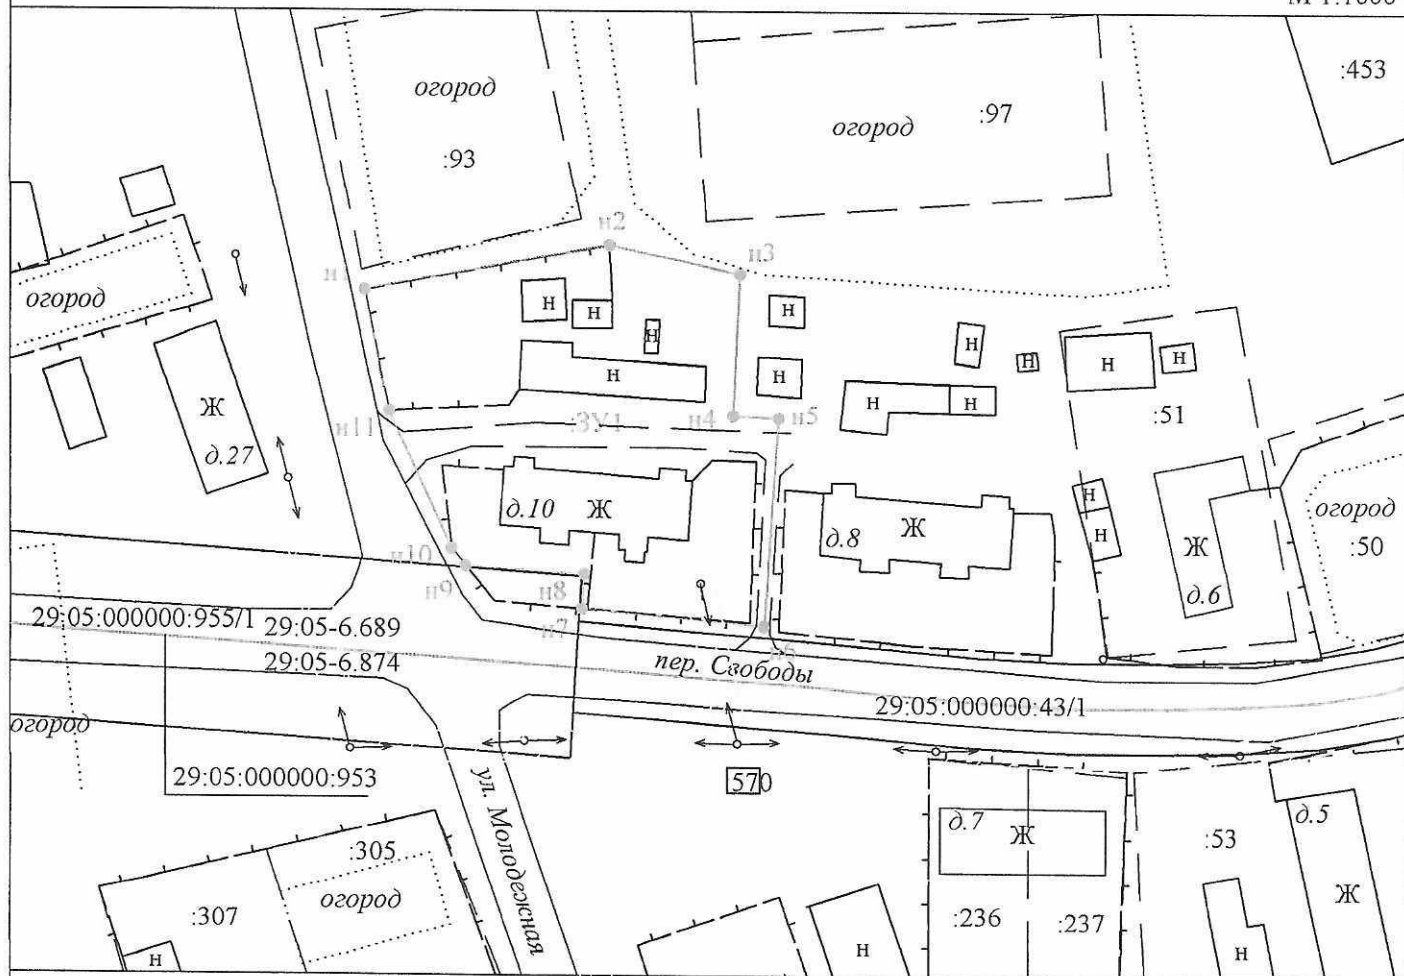 М 1:1000
огород
:97
:453
огород
огород
:93
н2
н3
н1
огород
н
н
н
н
н
н
н
н
н
н
н
н
:51
н11
:ЗУ1
н4
н5
Ж
д.27
д.10
Ж
д.8
Ж
н
н
Ж
д.6
огород
:50
н10
н9
н8
н7
н6
29:05:000000:955/1
29:05-6.689
29:05-6.874
пер. Свободы
29:05:000000:43/1
огород
29:05:000000:953
570
ул. Молодежная
д.7
Ж
:53
д.5
Ж
:305
огород
:307
:236
:237
н
н
н